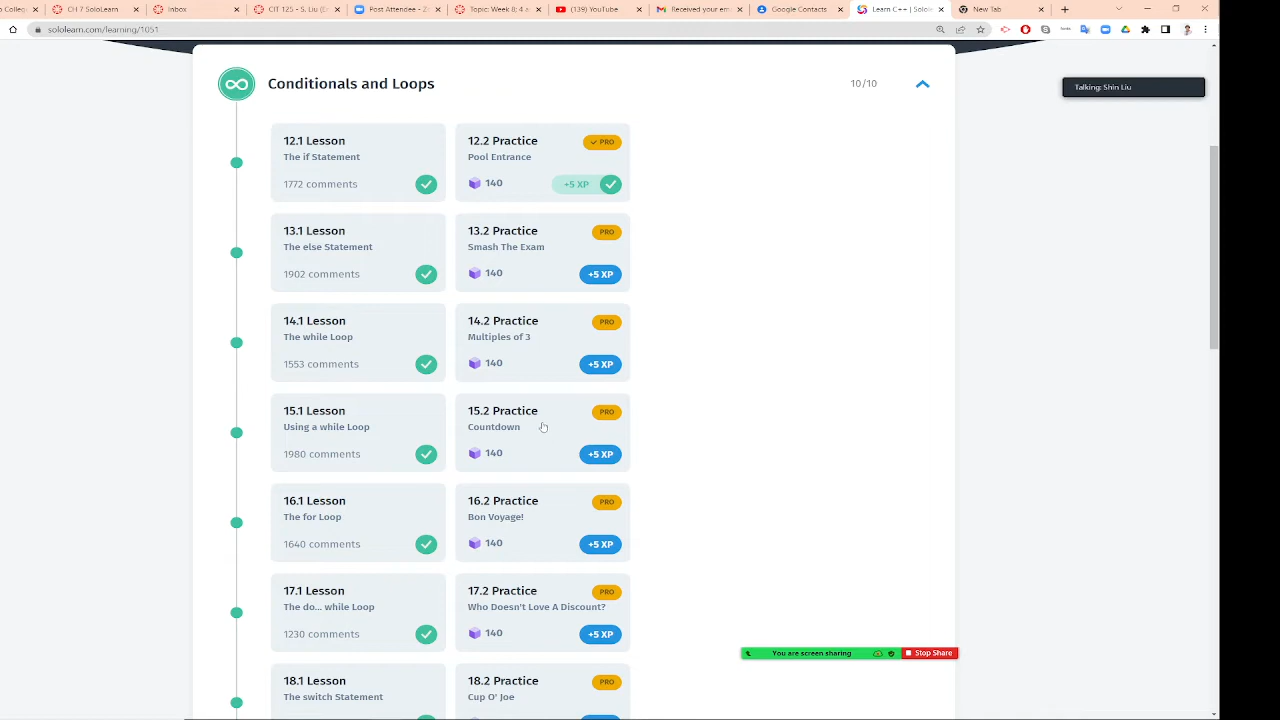 o Colleg
CH 7 SoloLearn
Inbox
CIT 125 - S. Liu (E
Post Attendee - Z
Topic: Week 8: 4 a
(139) YouTube
Received your em
Google Contacts
Learn C++ | Solol
New Tab
sololearn.com/learning/1051
Conditionals and Loops
10/10
Talking: Shin Liu
12.1 Lesson
The if Statement
1772 comments
12.2 Practice
PRO
Pool Entrance
140
+5 XP
13.1 Lesson
The else Statement
1902 comments
13.2 Practice
PRO
Smash The Exam
140
+5 XP
14.1 Lesson
The while Loop
1553 comments
14.2 Practice
PRO
Multiples of 3
140
+5 XP
15.1 Lesson
Using a while Loop
1980 comments
15.2 Practice
PRO
Countdown
140
+5 XP
16.1 Lesson
The for Loop
1640 comments
16.2 Practice
PRO
Bon Voyage!
140
+5 XP
17.1 Lesson
The do... while Loop
1230 comments
17.2 Practice
PRO
Who Doesn't Love A Discount?
140
+5 XP
You are screen sharing
Stop Share
18.1 Lesson
The switch Statement
18.2 Practice
PRO
Cup O' Joe